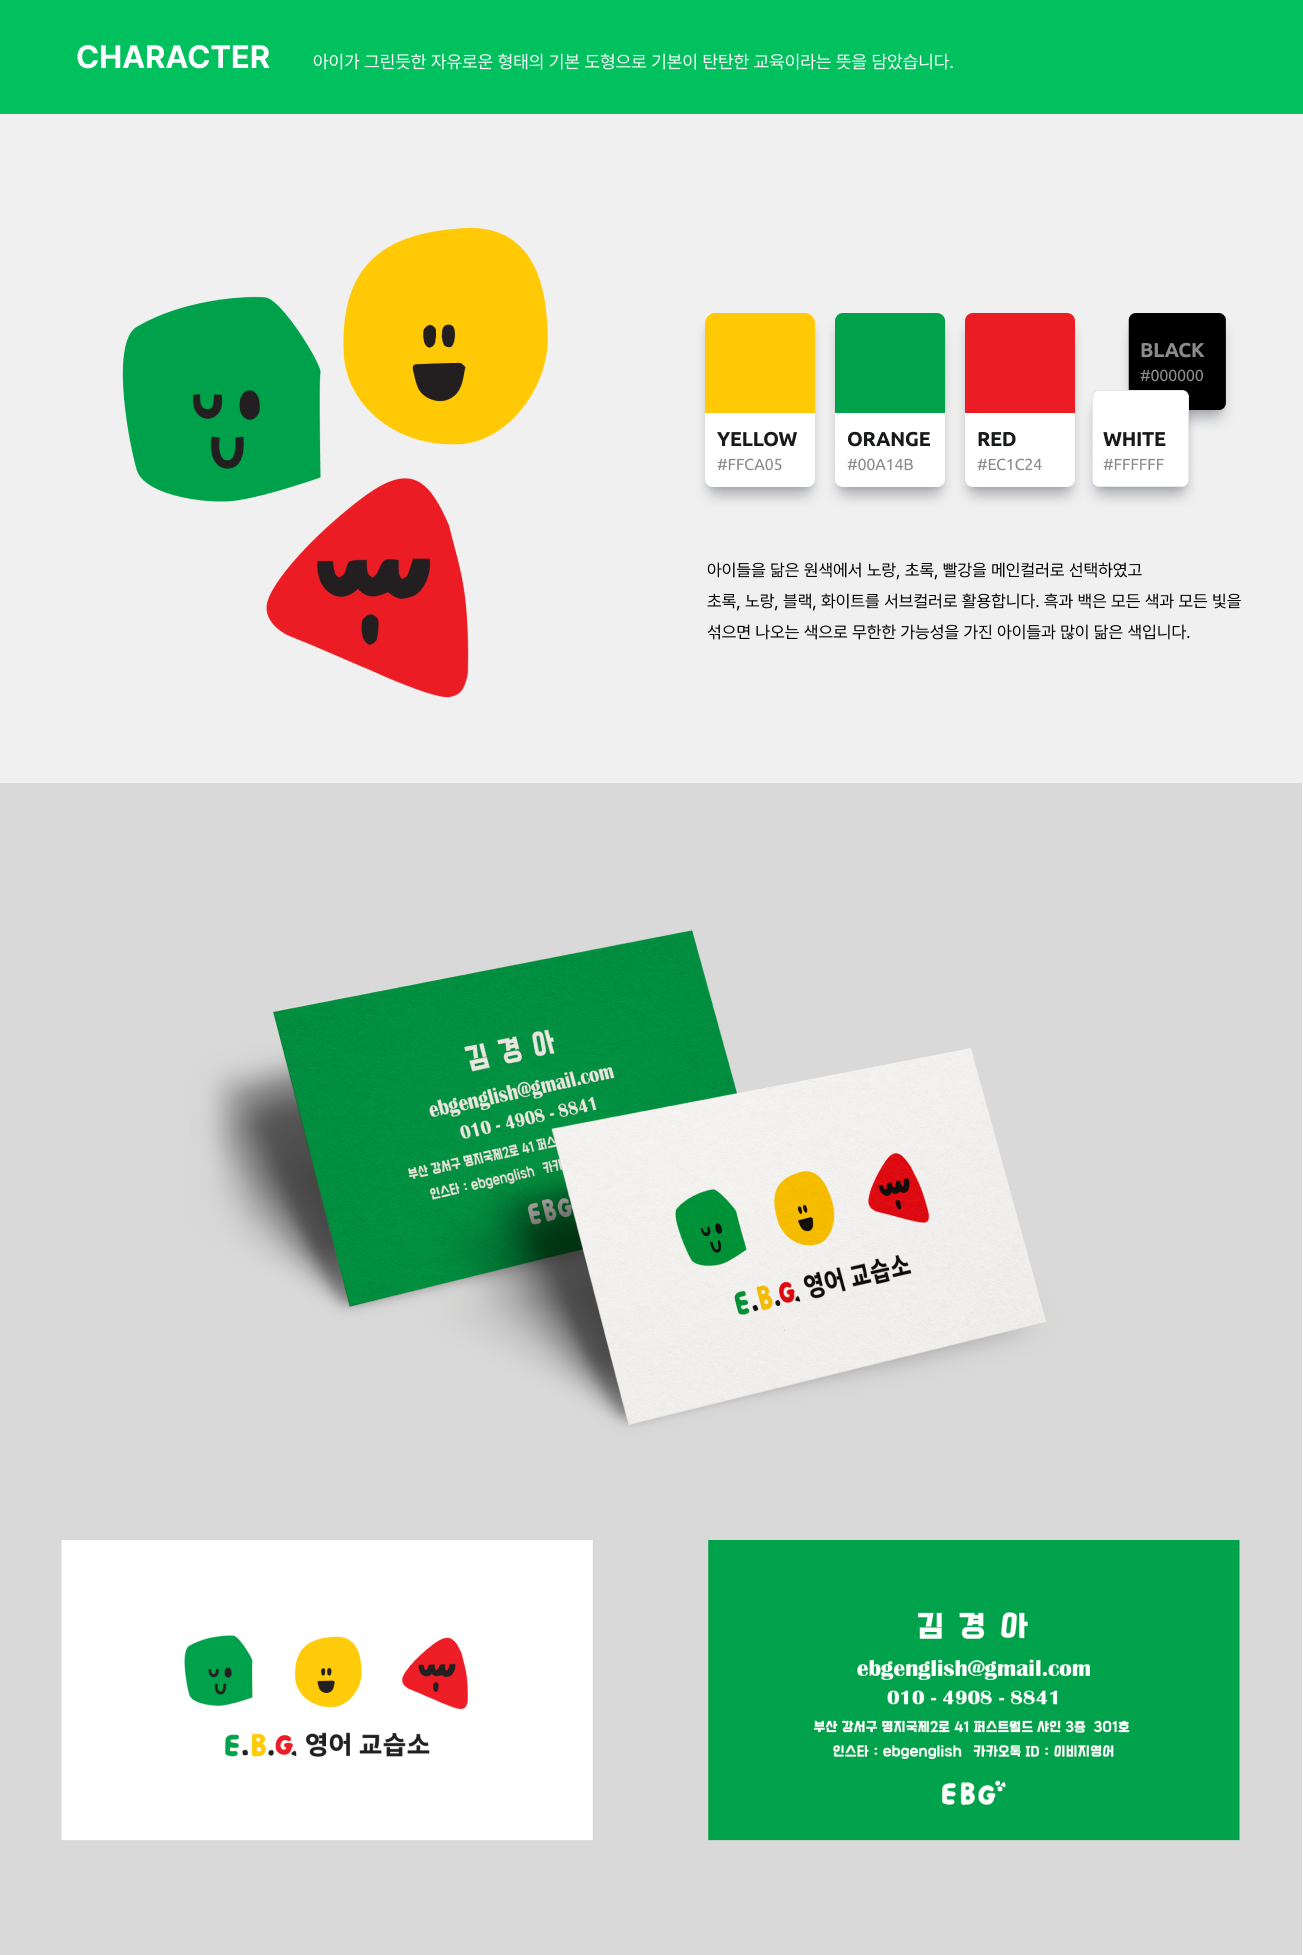 CHARACTER
아이가 그린듯한 자유로운 형태의 기본 도형으로 기본이 탄탄한 교육이라는 뜻을 담았습니다.
YELLOW
#FFCA05
ORANGE
#00A14B
RED
#EC1C24
BLACK
#000000
WHITE
#FFFFFF
아이들을 닮은 원색에서 노랑, 초록, 빨강을 메인컬러로 선택하였고
초록, 노랑, 블랙, 화이트를 서브컬러로 활용합니다. 흑과 백은 모든 색과 모든 빛을
섞으면 나오는 색으로 무한한 가능성을 가진 아이들과 많이 닮은 색입니다.
김 경 아
ebgenglish@gmail.com
010 - 4908 - 8841
부산 강서구 명지국제2로 41 퍼스
인스타 : ebgenglish 카카
EBG
E.B.G. 영어 교습소
E.B.G. 영어 교습소
김 경 아
ebgenglish@gmail.com
010 - 4908 - 8841
부산 강서구 명지국제2로 41 퍼스트월드 샤인 3층 301호
인스타 : ebgenglish 카카오톡 ID : 이비지영어
EBG